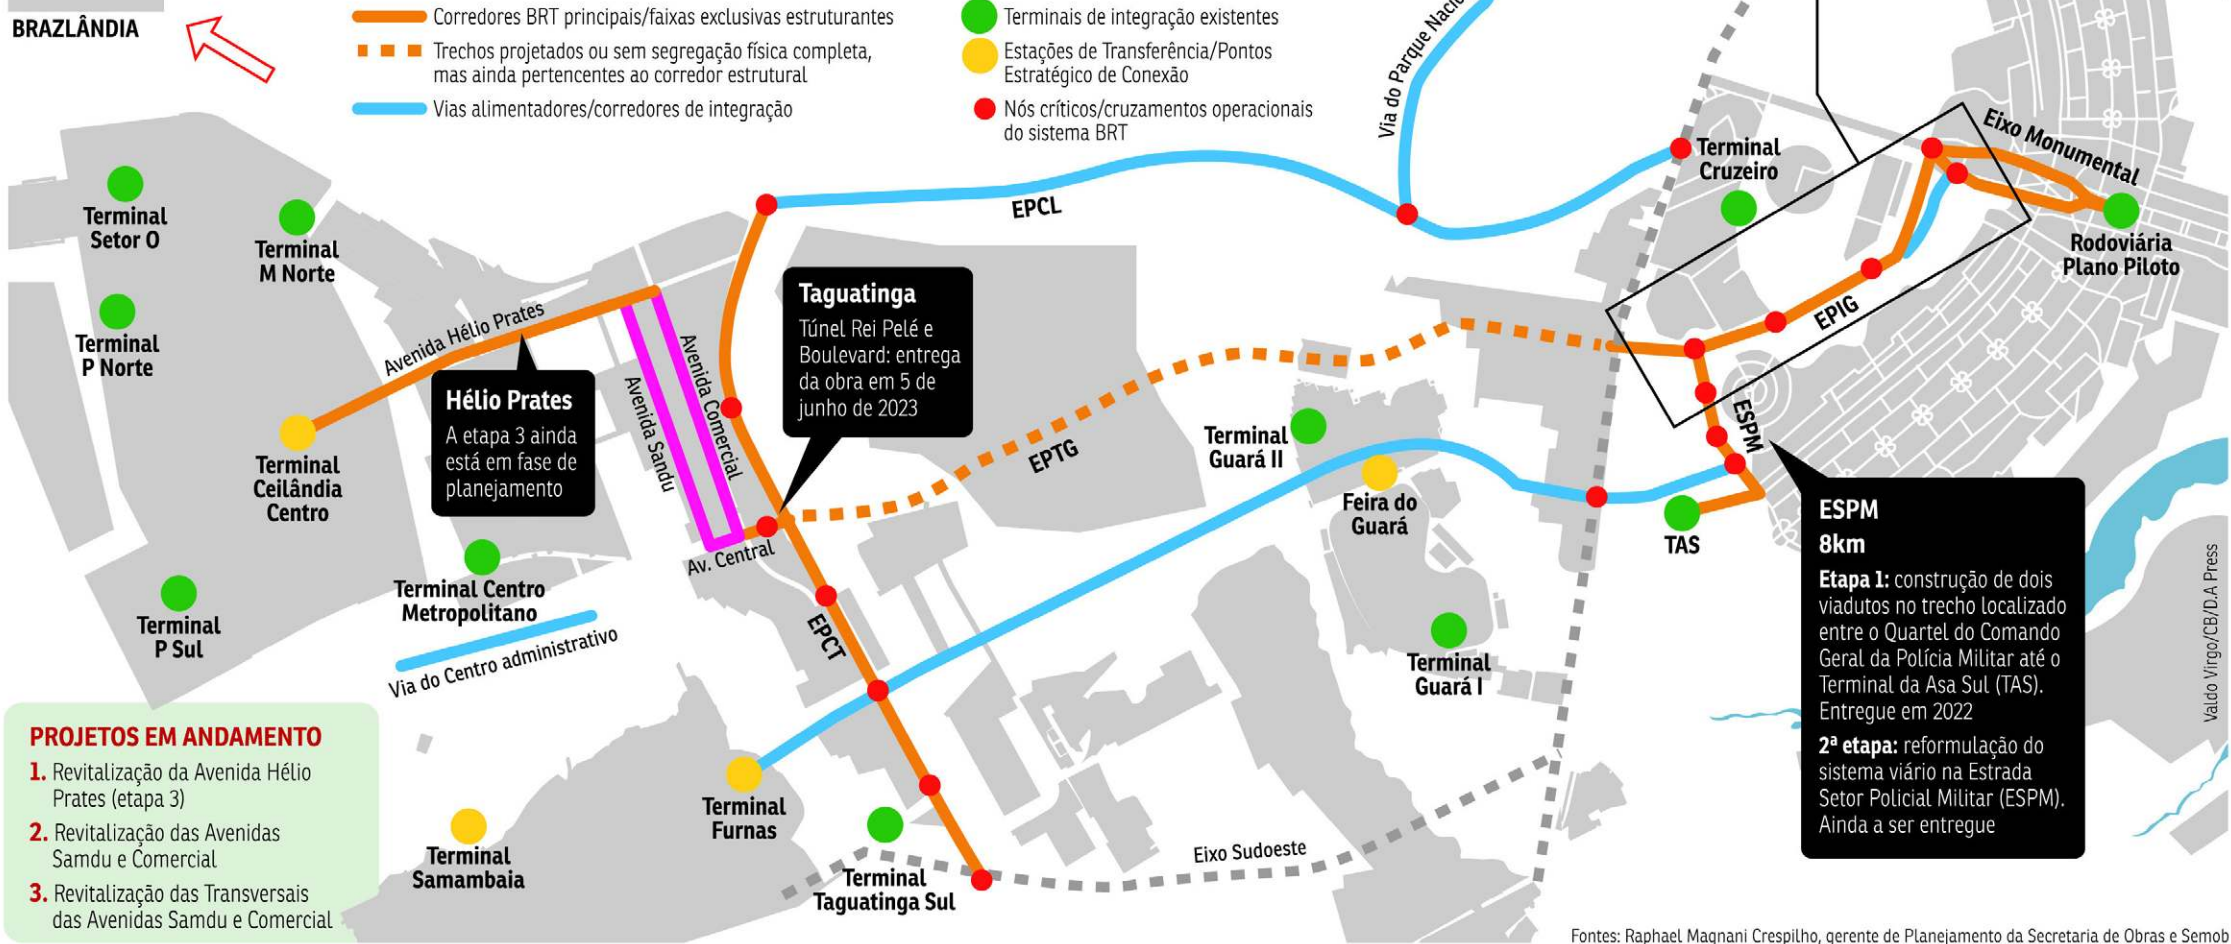 BRAZLÂNDIA
Corredores BRT principais/faixas exclusivas estruturantes
Trechos projetados ou sem segregação física completa,
mas ainda pertencentes ao corredor estrutural
Vias alimentadores/corredores de integração
Terminais de integração existentes
Estações de Transferência/Pontos
Estratégico de Conexão
Nós críticos/cruzamentos operacionais
do sistema BRT
Via do Parque Naci
Eixo Monumental
Terminal
Cruzeiro
Terminal
Setor O
Terminal
M Norte
EPCL
Rodoviária
Plano Piloto
Terminal
P Norte
Avenida Hélio Prates
Taguatinga
Túnel Rei Pelé e
Boulevard: entrega
da obra em 5 de
junho de 2023
EPIG
Hélio Prates
A etapa 3 ainda
está em fase de
planejamento
Avenida Sandu
Avenida Comercial
EPTG
Terminal
Guará II
ESPM
Terminal
Ceilândia
Centro
Feira do
Guará
TAS
Av. Central
Terminal Centro
Metropolitano
Terminal
P Sul
Via do Centro administrativo
EPCT
Terminal
Guará I
ESPM
8km
Etapa 1: construção de dois
viadutos no trecho localizado
entre o Quartel do Comando
Geral da Polícia Militar até o
Terminal da Asa Sul (TAS).
Entregue em 2022
2ª etapa: reformulação do
sistema viário na Estrada
Setor Policial Militar (ESPM).
Ainda a ser entregue
Valdo Virgo/CB/D.A Press
PROJETOS EM ANDAMENTO
1. Revitalização da Avenida Hélio
Prates (etapa 3)
2. Revitalização das Avenidas
Samdu e Comercial
3. Revitalização das Transversais
das Avenidas Samdu e Comercial
Terminal
Furnas
Terminal
Samambaia
Terminal
Taguatinga Sul
Eixo Sudoeste
Fontes: Raphael Magnani Crespilho, gerente de Planejamento da Secretaria de Obras e Semob